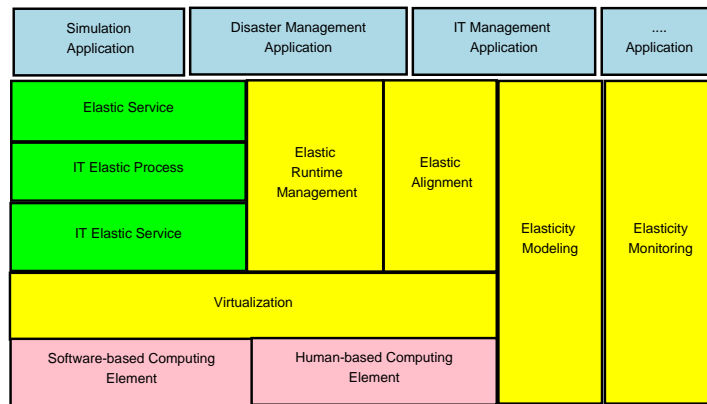 Simulation
Application
Disaster Management
Application
IT Management
Application
....
Application
Elastic Service
IT Elastic Process
IT Elastic Service
Elastic
Runtime
Management
Elastic
Alignment
Elasticity
Modeling
Elasticity
Monitoring
Virtualization
Software-based Computing
Element
Human-based Computing
Element